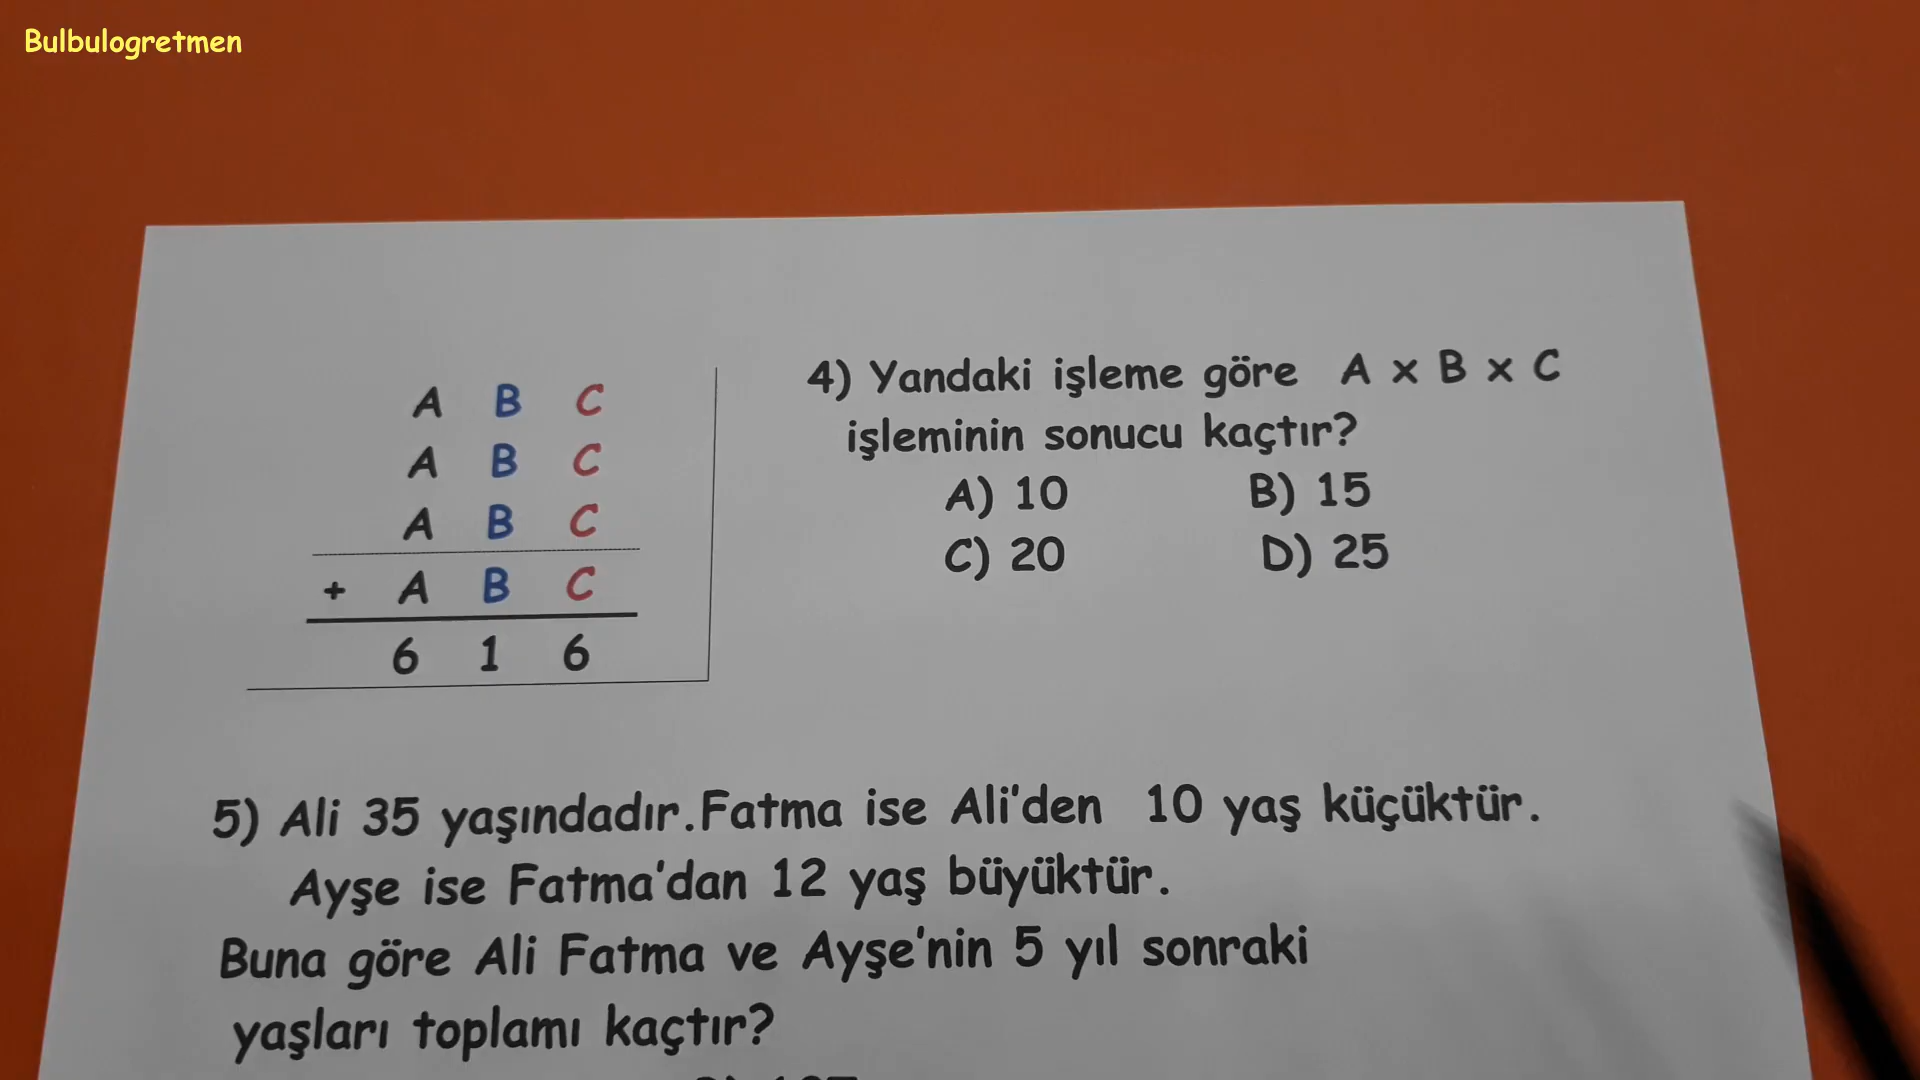 Bulbulogretmen
A B C
A B C
A B C
+ A B C
6 1 6
4) Yandaki işleme göre A x B x C
işleminin sonucu kaçtır?
A) 10 B) 15
C) 20 D) 25
5) Ali 35 yaşındadır.Fatma ise Ali'den 10 yaş küçüktür.
Ayşe ise Fatma'dan 12 yaş büyüktür.
Buna göre Ali Fatma ve Ayşe'nin 5 yıl sonraki
yaşları toplamı kaçtır?